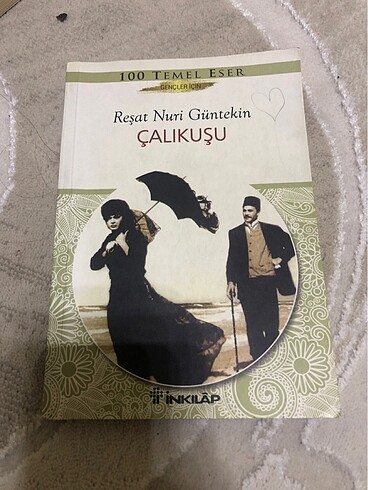 100 TEMEL ESER
GENÇLER İÇİN
Reşat Nuri Güntekin
ÇALIKUŞU
İNKILÂP